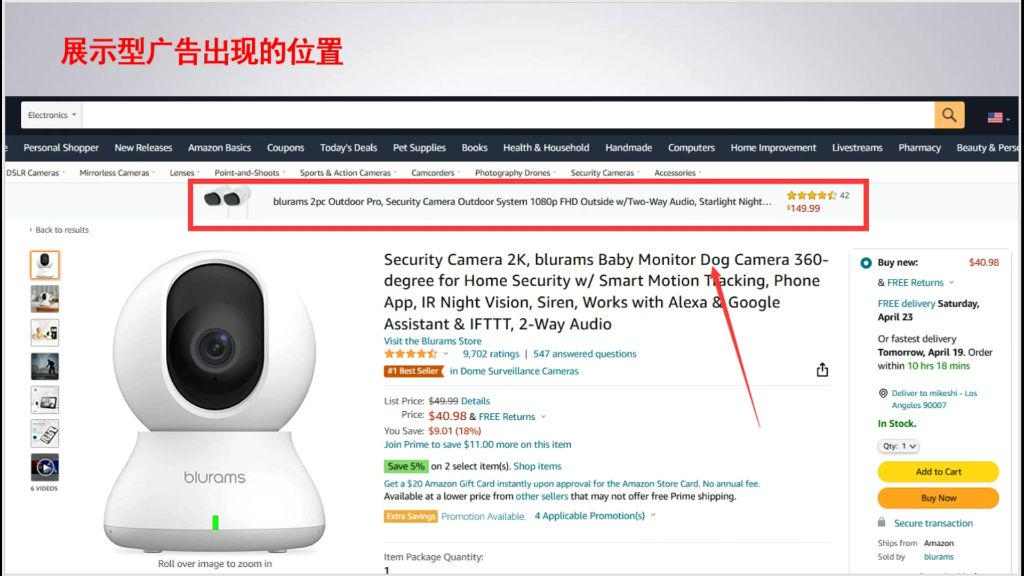 展示型广告出现的位置
Electronics
Personal Shopper New Releases Amazon Basics Coupons Today's Deals Pet Supplies Books Health & Household Handmade Computers Home Improvement Livestreams Pharmacy Beauty & Pers
DSLR Cameras Mirrorless Cameras Lenses Point-and-Shoots Sports & Action Cameras Camcorders Photography Drones Security Cameras Accessories
blurams 2pc Outdoor Pro, Security Camera Outdoor System 1080p FHD Outside w/Two-Way Audio, Starlight Night... 42
$149.99
‹ Back to results
Security Camera 2K, blurams Baby Monitor Dog Camera 360-
degree for Home Security w/ Smart Motion Tracking, Phone
App, IR Night Vision, Siren, Works with Alexa & Google
Assistant & IFTTT, 2-Way Audio
Visit the Blurams Store
9,702 ratings | 547 answered questions
#1 Best Seller in Dome Surveillance Cameras
List Price: $49.99 Details
Price: $40.98 & FREE Returns
You Save: $9.01 (18%)
Join Prime to save $11.00 more on this item
Save 5% on 2 select item(s). Shop items
Get a $20 Amazon Gift Card instantly upon approval for the Amazon Store Card. No annual fee.
Available at a lower price from other sellers that may not offer free Prime shipping.
Extra Savings Promotion Available. 4 Applicable Promotion(s)
Item Package Quantity:
1
6 VIDEOS
blurams
Roll over image to zoom in
Buy new: $40.98
& FREE Returns
FREE delivery Saturday,
April 23
Or fastest delivery
Tomorrow, April 19. Order
within 10 hrs 18 mins
Deliver to mikeshi - Los
Angeles 90007
In Stock.
Qty: 1
Add to Cart
Buy Now
Secure transaction
Ships from Amazon
Sold by blurams